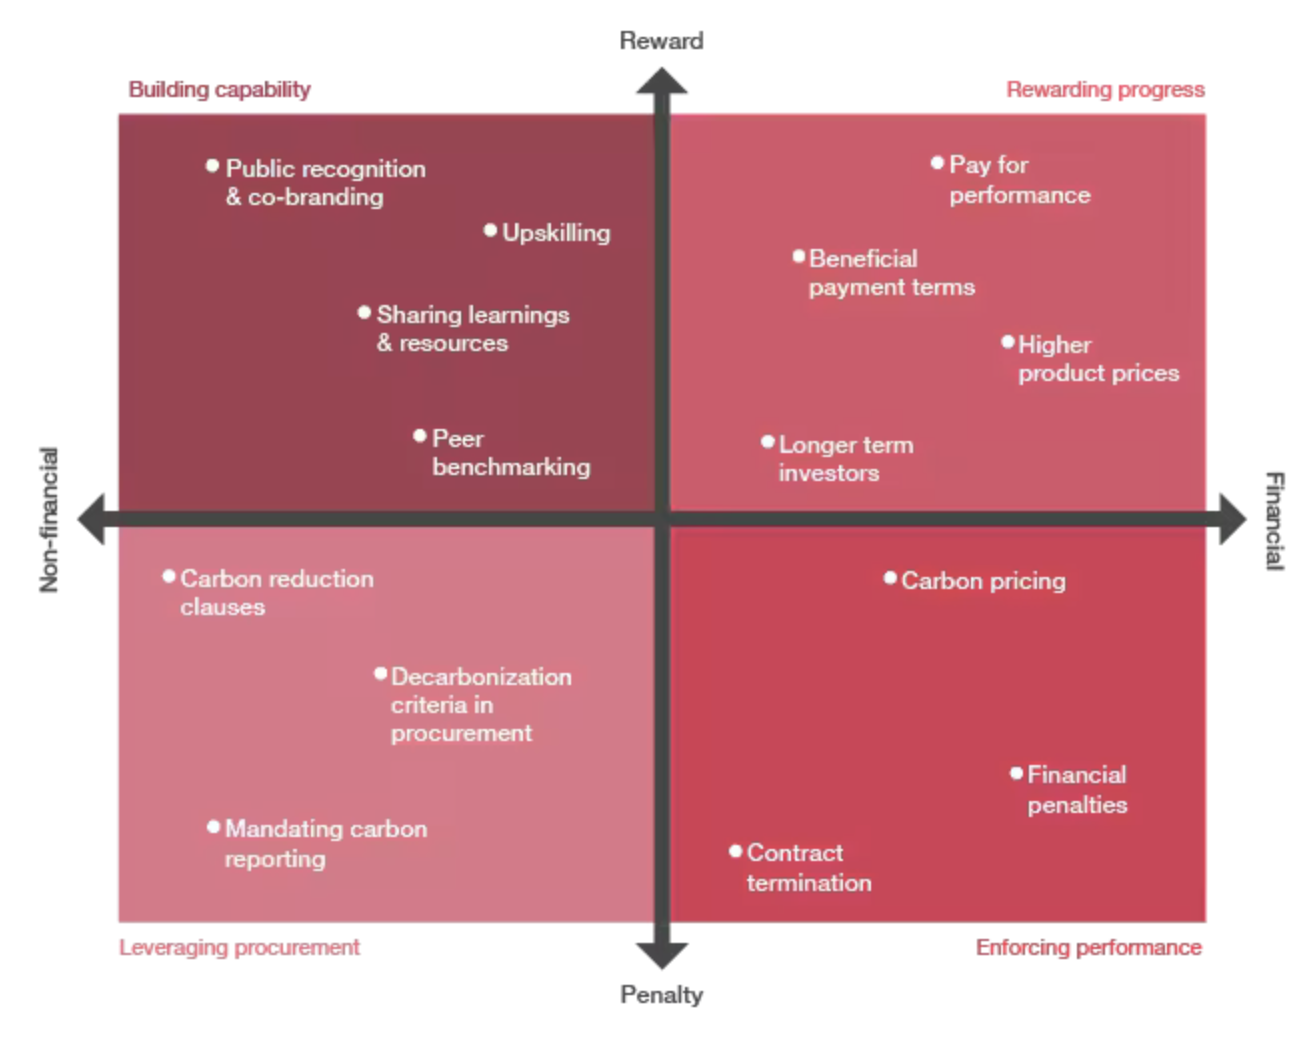 Reward
Building capability
Rewarding progress
Public recognition
& co-branding
Upskilling
Sharing learnings
& resources
Peer
benchmarking
Pay for
performance
Beneficial
payment terms
Higher
product prices
Longer term
investors
Non-financial
Financial
Carbon reduction
clauses
Decarbonization
criteria in
procurement
Mandating carbon
reporting
Carbon pricing
Financial
penalties
Contract
termination
Leveraging procurement
Enforcing performance
Penalty